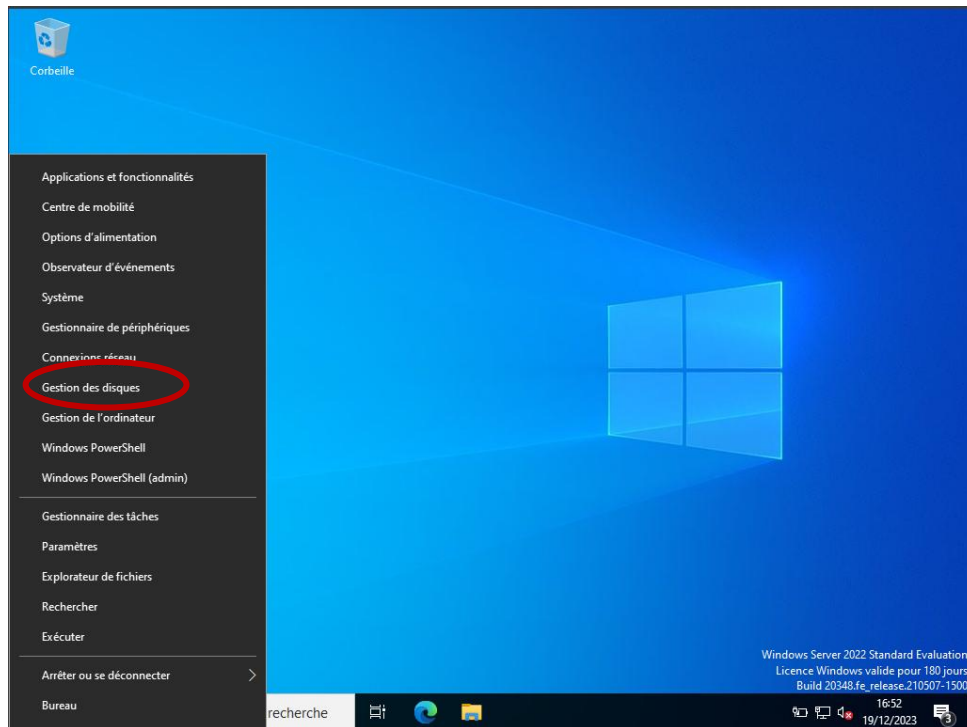 Corbeille
Applications et fonctionnalités
Centre de mobilité
Options d'alimentation
Observateur d'événements
Système
Gestionnaire de périphériques
Connexions réseau
Gestion des disques
Gestion de l'ordinateur
Windows PowerShell
Windows PowerShell (admin)
Gestionnaire des tâches
Paramètres
Explorateur de fichiers
Rechercher
Exécuter
Arrêter ou se déconnecter
Bureau
recherche
Windows Server 2022 Standard Evaluation
Licence Windows valide pour 180 jours
Build 20348.fe_release.210507-1500
16:52
19/12/2023
3